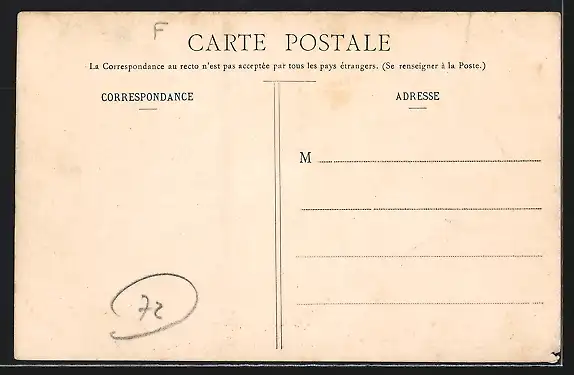 F
CARTE POSTALE
La Correspondance au recto n'est pas acceptée par tous les pays étrangers. (Se renseigner à la Poste.)
CORRESPONDANCE
ADRESSE
M
72